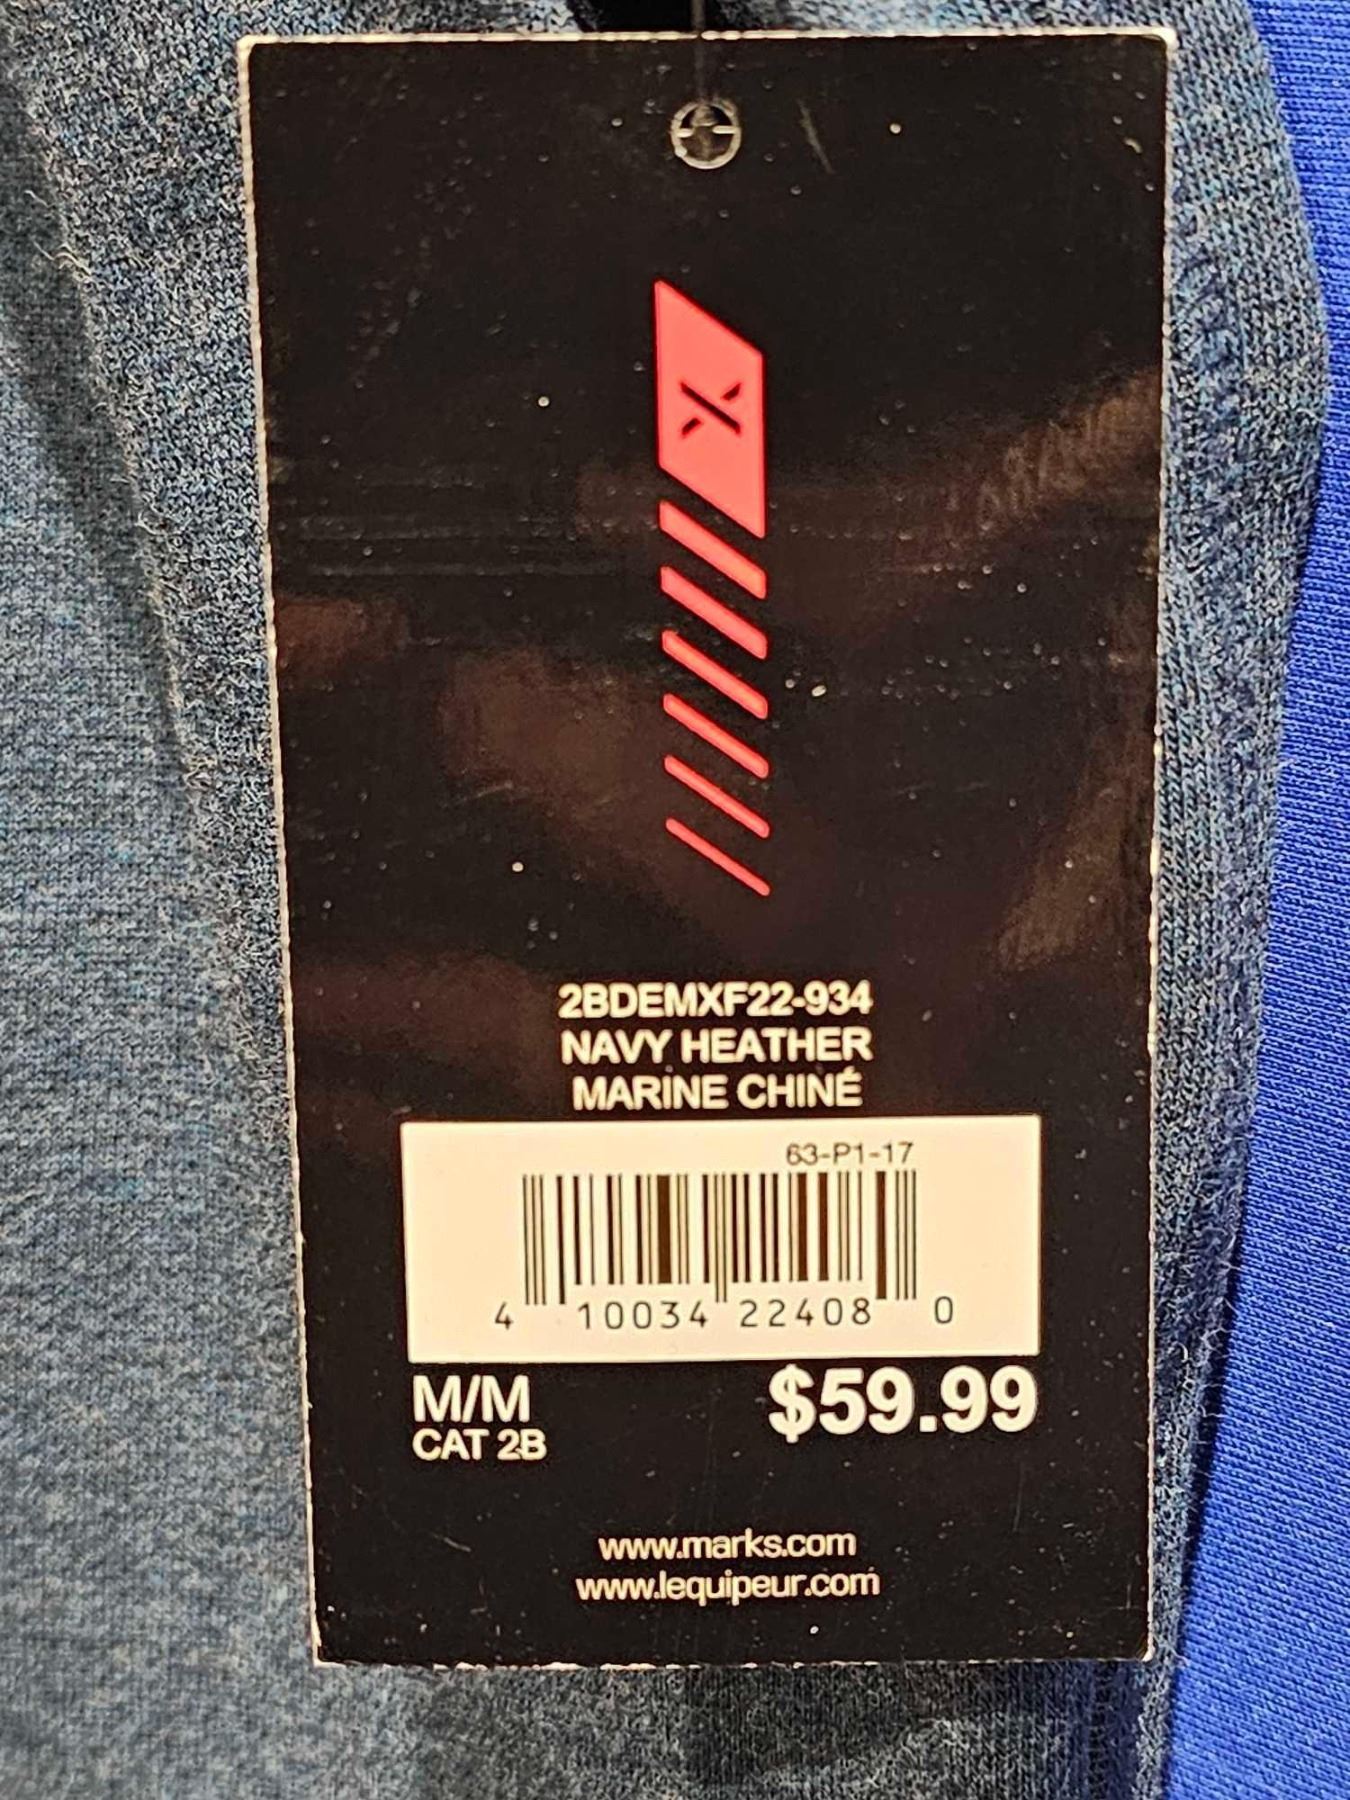 2BDEMXF22-934
NAVY HEATHER
MARINE CHINÉ
63-P1-17
4 10034 22408 0
M/M
$59.99
CAT 2B
www.marks.com
www.lequipeur.com